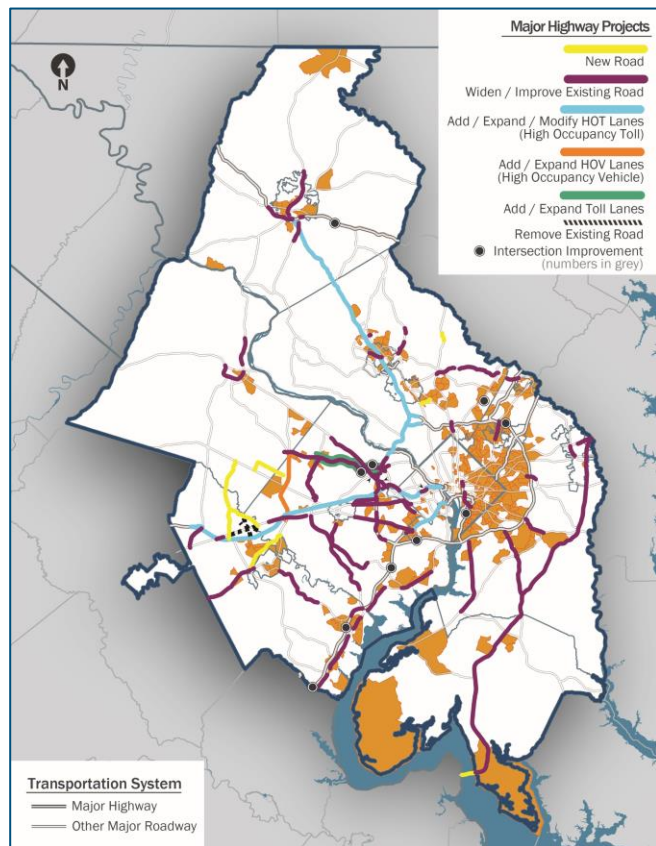 Major Highway Projects
New Road
Widen / Improve Existing Road
Add / Expand / Modify HOT Lanes
(High Occupancy Toll)
Add / Expand HOV Lanes
(High Occupancy Vehicle)
Add / Expand Toll Lanes
Remove Existing Road
Intersection Improvement
(numbers in grey)
N
Transportation System
Major Highway
Other Major Roadway